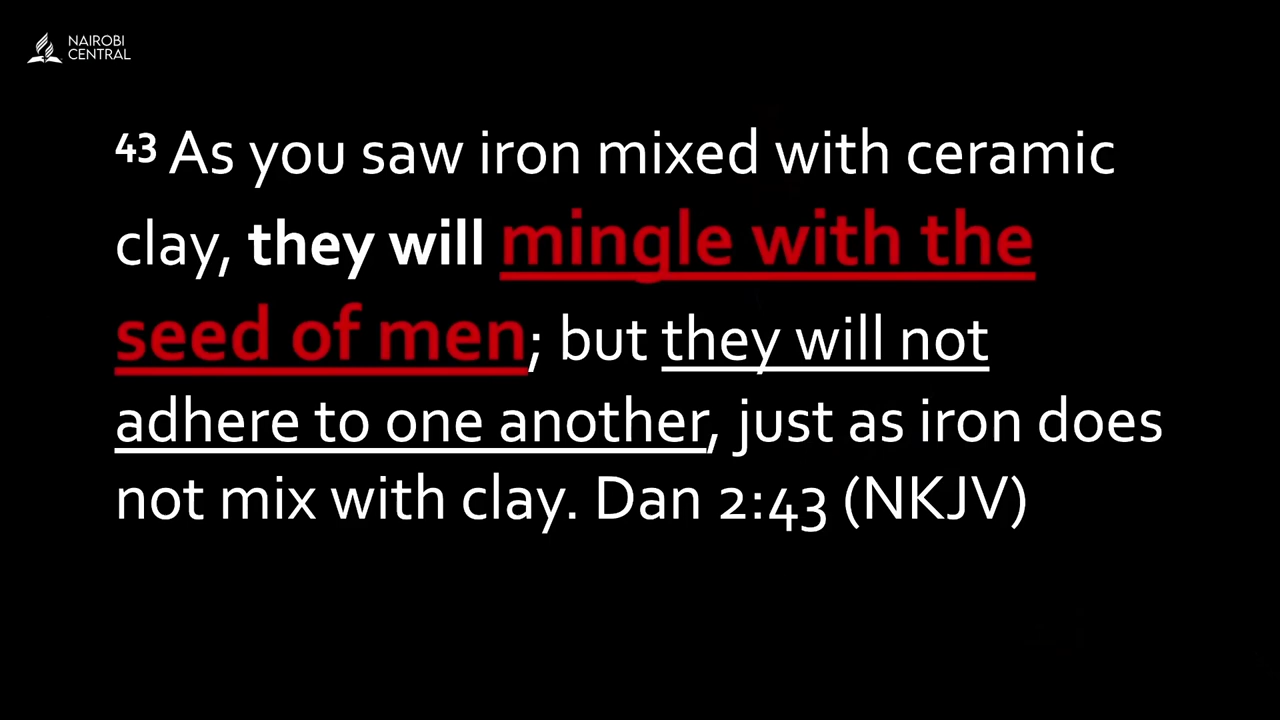 NAIROBI
CENTRAL
43 As you saw iron mixed with ceramic
clay, they will mingle with the
seed of men; but they will not
adhere to one another, just as iron does
not mix with clay. Dan 2:43 (NKJV)